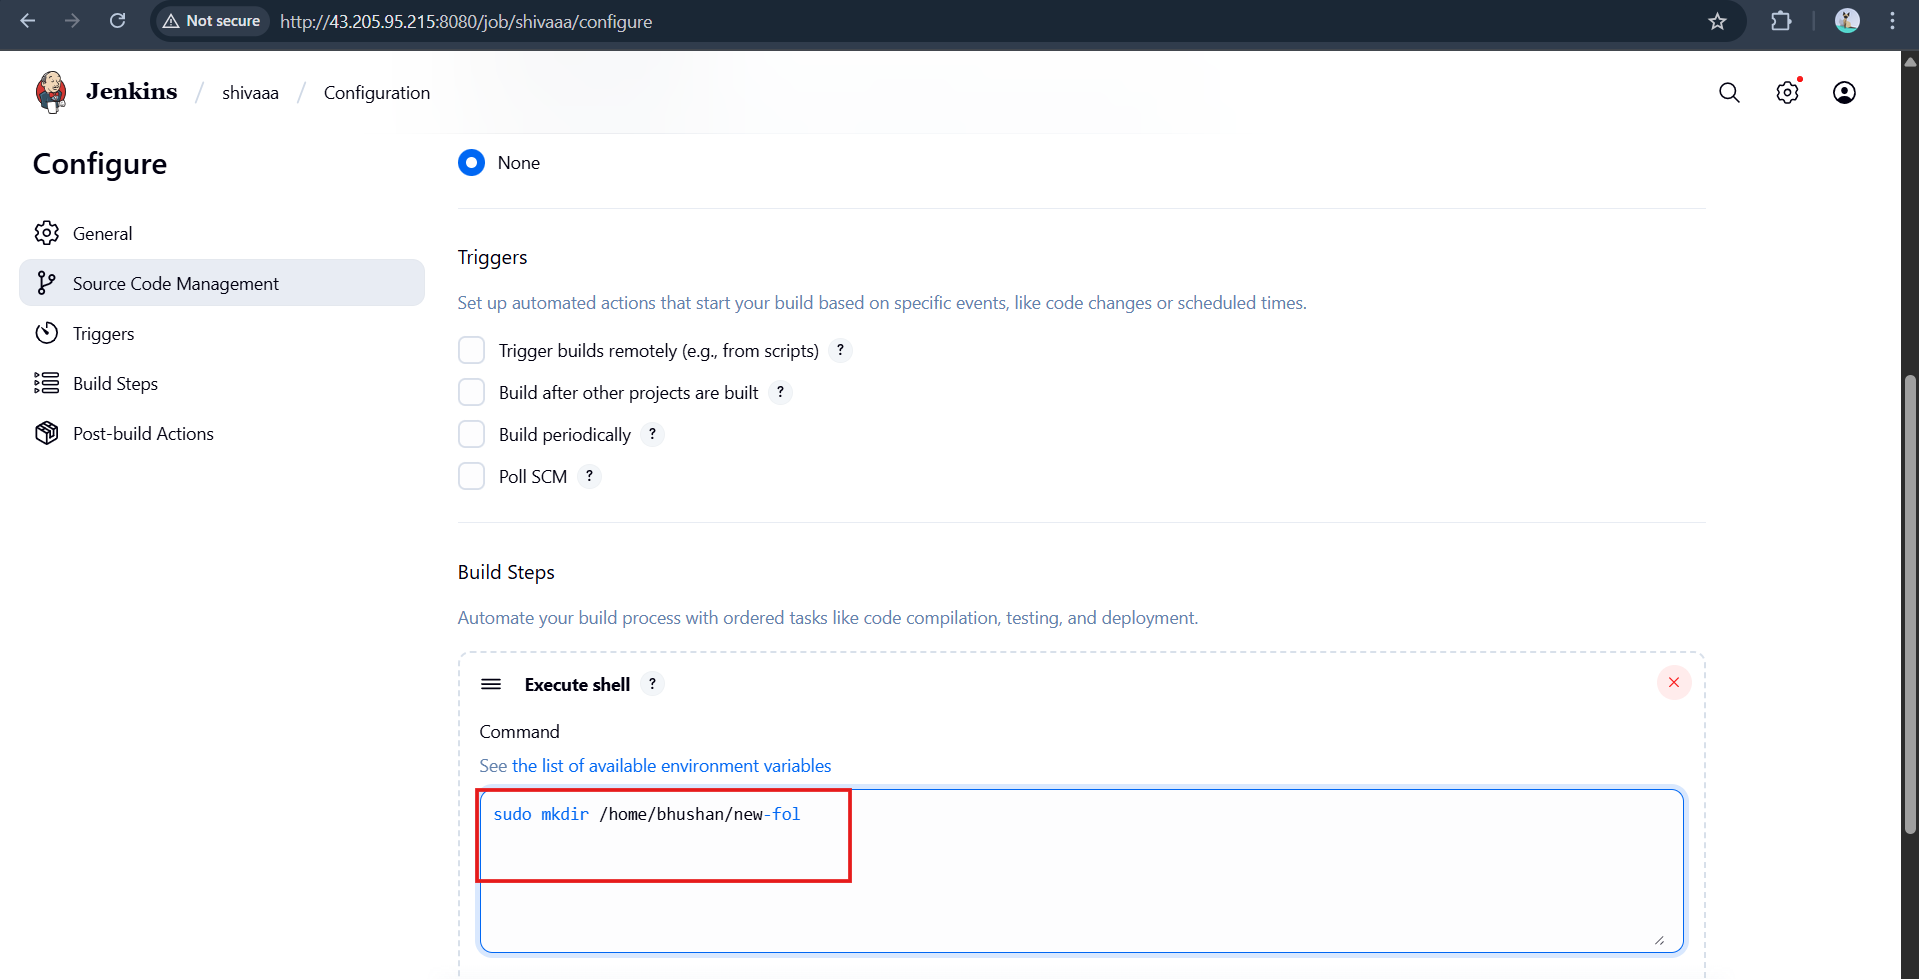 Not secure http://43.205.95.215:8080/job/shivaaa/configure
Jenkins / shivaaa / Configuration
Configure
General
Source Code Management
Triggers
Build Steps
Post-build Actions
None
Triggers
Set up automated actions that start your build based on specific events, like code changes or scheduled times.
Trigger builds remotely (e.g., from scripts) ?
Build after other projects are built ?
Build periodically ?
Poll SCM ?
Build Steps
Automate your build process with ordered tasks like code compilation, testing, and deployment.
Execute shell ?
Command
See the list of available environment variables
sudo mkdir /home/bhushan/new-fol